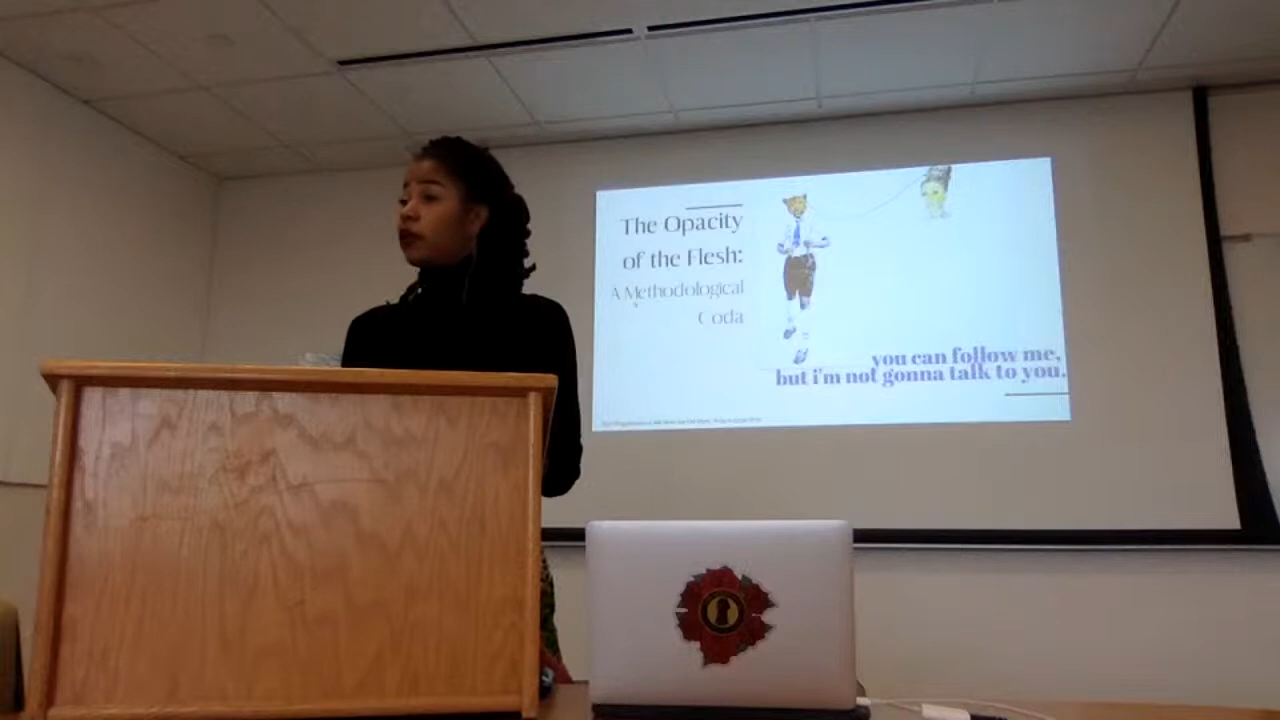 The Opacity
of the Flesh:
A Methodological
Coda
you can follow me,
but i'm not gonna talk to you.